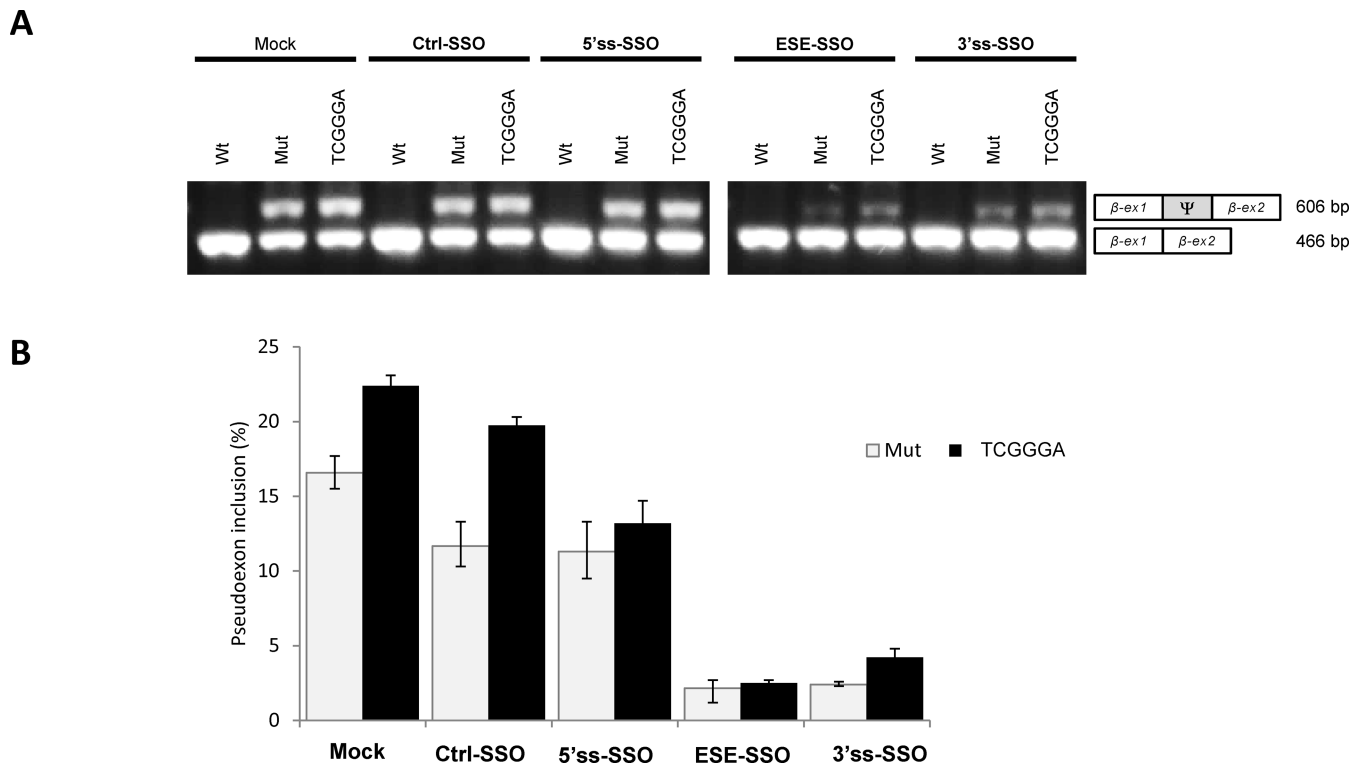 A
Mock Ctrl-SSO 5’ss-SSO ESE-SSO 3’ss-SSO
Wt Mut TCGGGA Wt Mut TCGGGA Wt Mut TCGGGA Wt Mut TCGGGA Wt Mut TCGGGA
β-ex1 Ψ β-ex2 606 bp
β-ex1 β-ex2 466 bp
B
Pseudoexon inclusion (%)
25
20
15
10
5
0
Mut TCGGGA
Mock Ctrl-SSO 5’ss-SSO ESE-SSO 3’ss-SSO